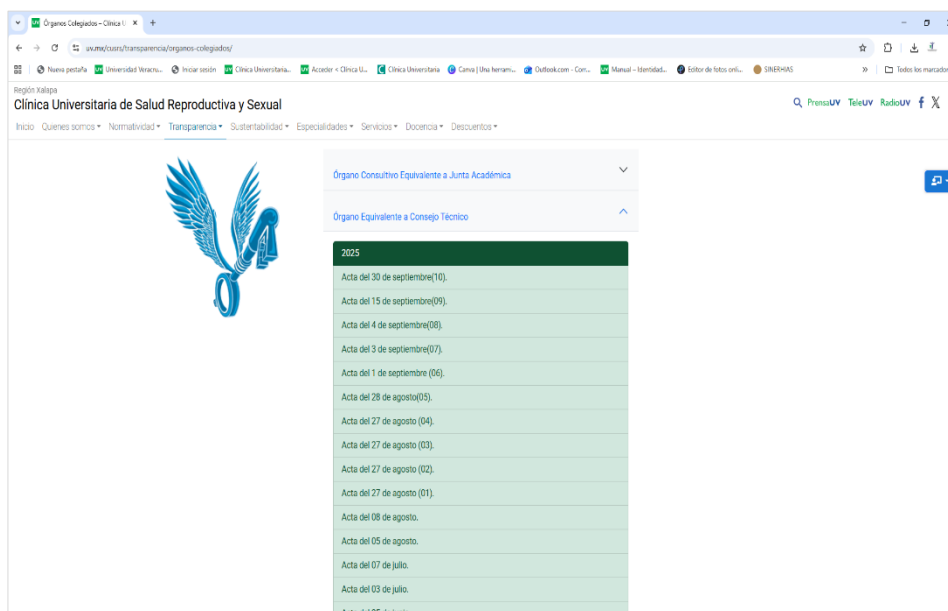 Órganos Colegiados – Clínica U
uv.mx/cusrs/transparencia/organos-colegiados/
Nueva pestaña Universidad Veracru... Iniciar sesión Clínica Universitaria... Acceder < Clínica U... Clínica Universitaria Canva | Una herrami... Outlook.com - Com... Manual – Identidad... Editor de fotos onli... SINERHIAS » Todos los marcador
Región Xalapa
Clínica Universitaria de Salud Reproductiva y Sexual
PrensaUV TeleUV RadioUV
Inicio Quienes somos Normatividad Transparencia Sustentabilidad Especialidades Servicios Docencia Descuentos
Órgano Consultivo Equivalente a Junta Académica
Órgano Equivalente a Consejo Técnico
2025
Acta del 30 de septiembre(10).
Acta del 15 de septiembre(09).
Acta del 4 de septiembre(08).
Acta del 3 de septiembre(07).
Acta del 1 de septiembre (06).
Acta del 28 de agosto(05).
Acta del 27 de agosto (04).
Acta del 27 de agosto (03).
Acta del 27 de agosto (02).
Acta del 27 de agosto (01).
Acta del 08 de agosto.
Acta del 05 de agosto.
Acta del 07 de julio.
Acta del 03 de julio.